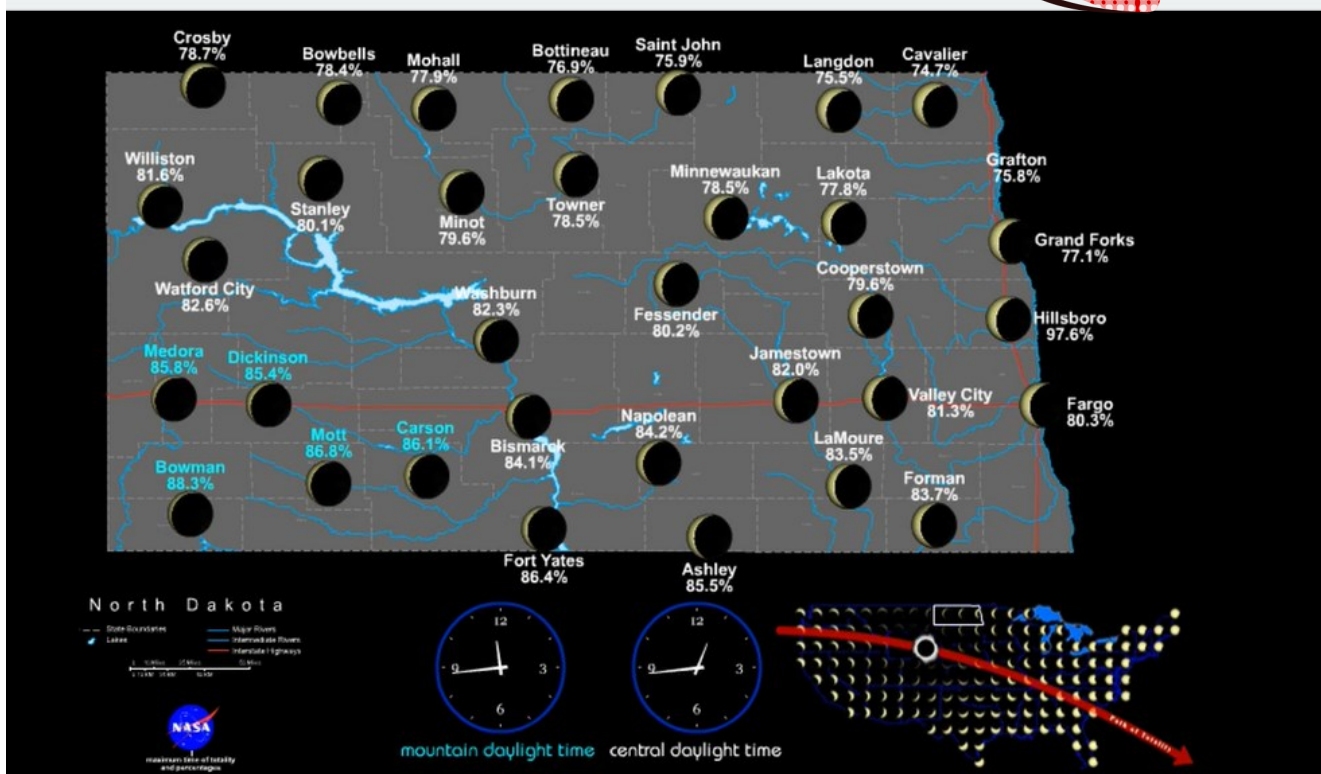 Crosby
78.7%
Bowbells
78.4%
Mohall
77.9%
Bottineau
76.9%
Saint John
75.9%
Langdon
75.5%
Cavalier
74.7%
Williston
81.6%
Stanley
80.1%
Minot
79.6%
Towner
78.5%
Minnewaukan
78.5%
Lakota
77.8%
Grafton
75.8%
Grand Forks
77.1%
Watford City
82.6%
Washburn
82.3%
Fessender
80.2%
Cooperstown
79.6%
Hillsboro
97.6%
Medora
85.8%
Dickinson
85.4%
Jamestown
82.0%
Valley City
81.3%
Fargo
80.3%
Mott
86.8%
Carson
86.1%
Bismarck
84.1%
Napolean
84.2%
LaMoure
83.5%
Bowman
88.3%
Forman
83.7%
Fort Yates
86.4%
Ashley
85.5%
North Dakota
State Boundaries
Lakes
Major Rivers
Intermediate Rivers
Interstate Highways
NASA
maximum time of totality
and percentages
12
9 3
6
mountain daylight time
12
9 3
6
central daylight time
Path of Totality